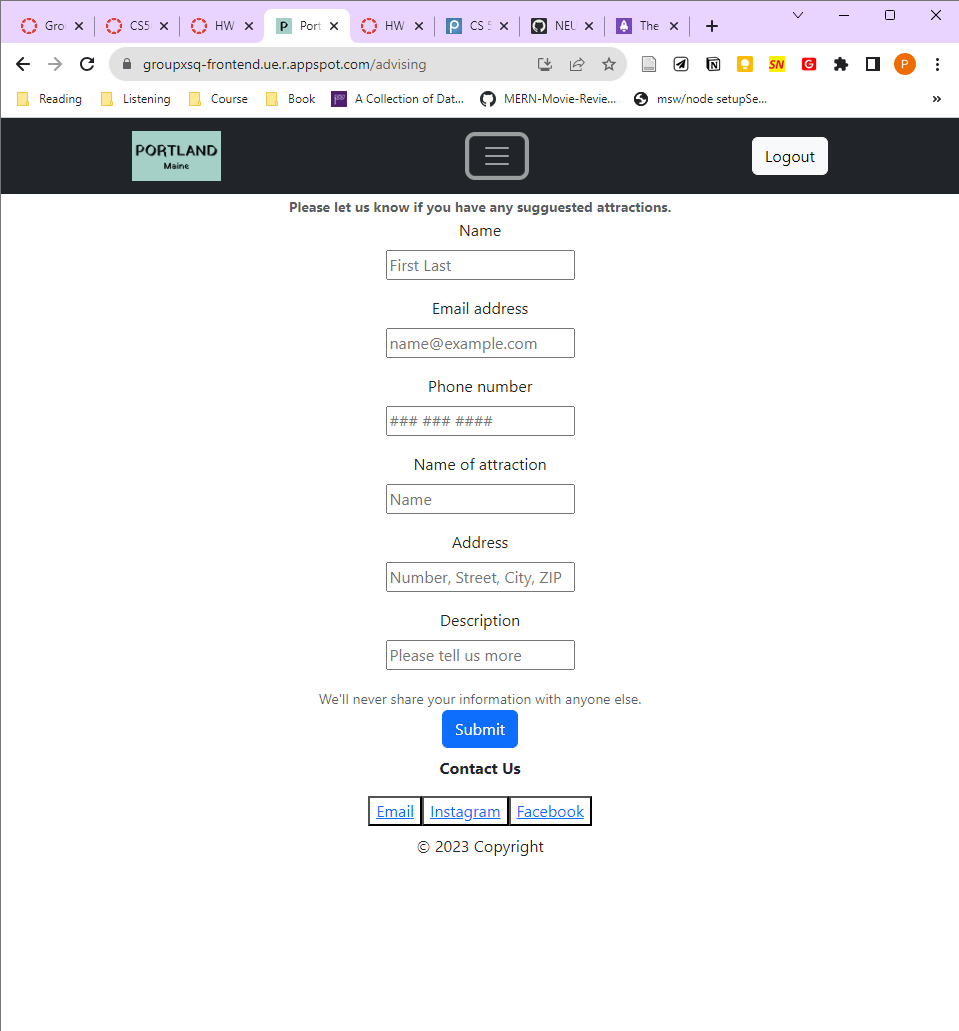 Gro
CS5
HW
Port
HW
CS 5
NEU
The
groupxsq-frontend.ue.r.appspot.com/advising
SN
G
P
Reading
Listening
Course
Book
A Collection of Dat...
MERN-Movie-Revie...
msw/node setupSe...
»
PORTLAND
Maine
Logout
Please let us know if you have any sugguested attractions.
Name
First Last
Email address
name@example.com
Phone number
### ### ####
Name of attraction
Name
Address
Number, Street, City, ZIP
Description
Please tell us more
We'll never share your information with anyone else.
Submit
Contact Us
Email Instagram Facebook
© 2023 Copyright